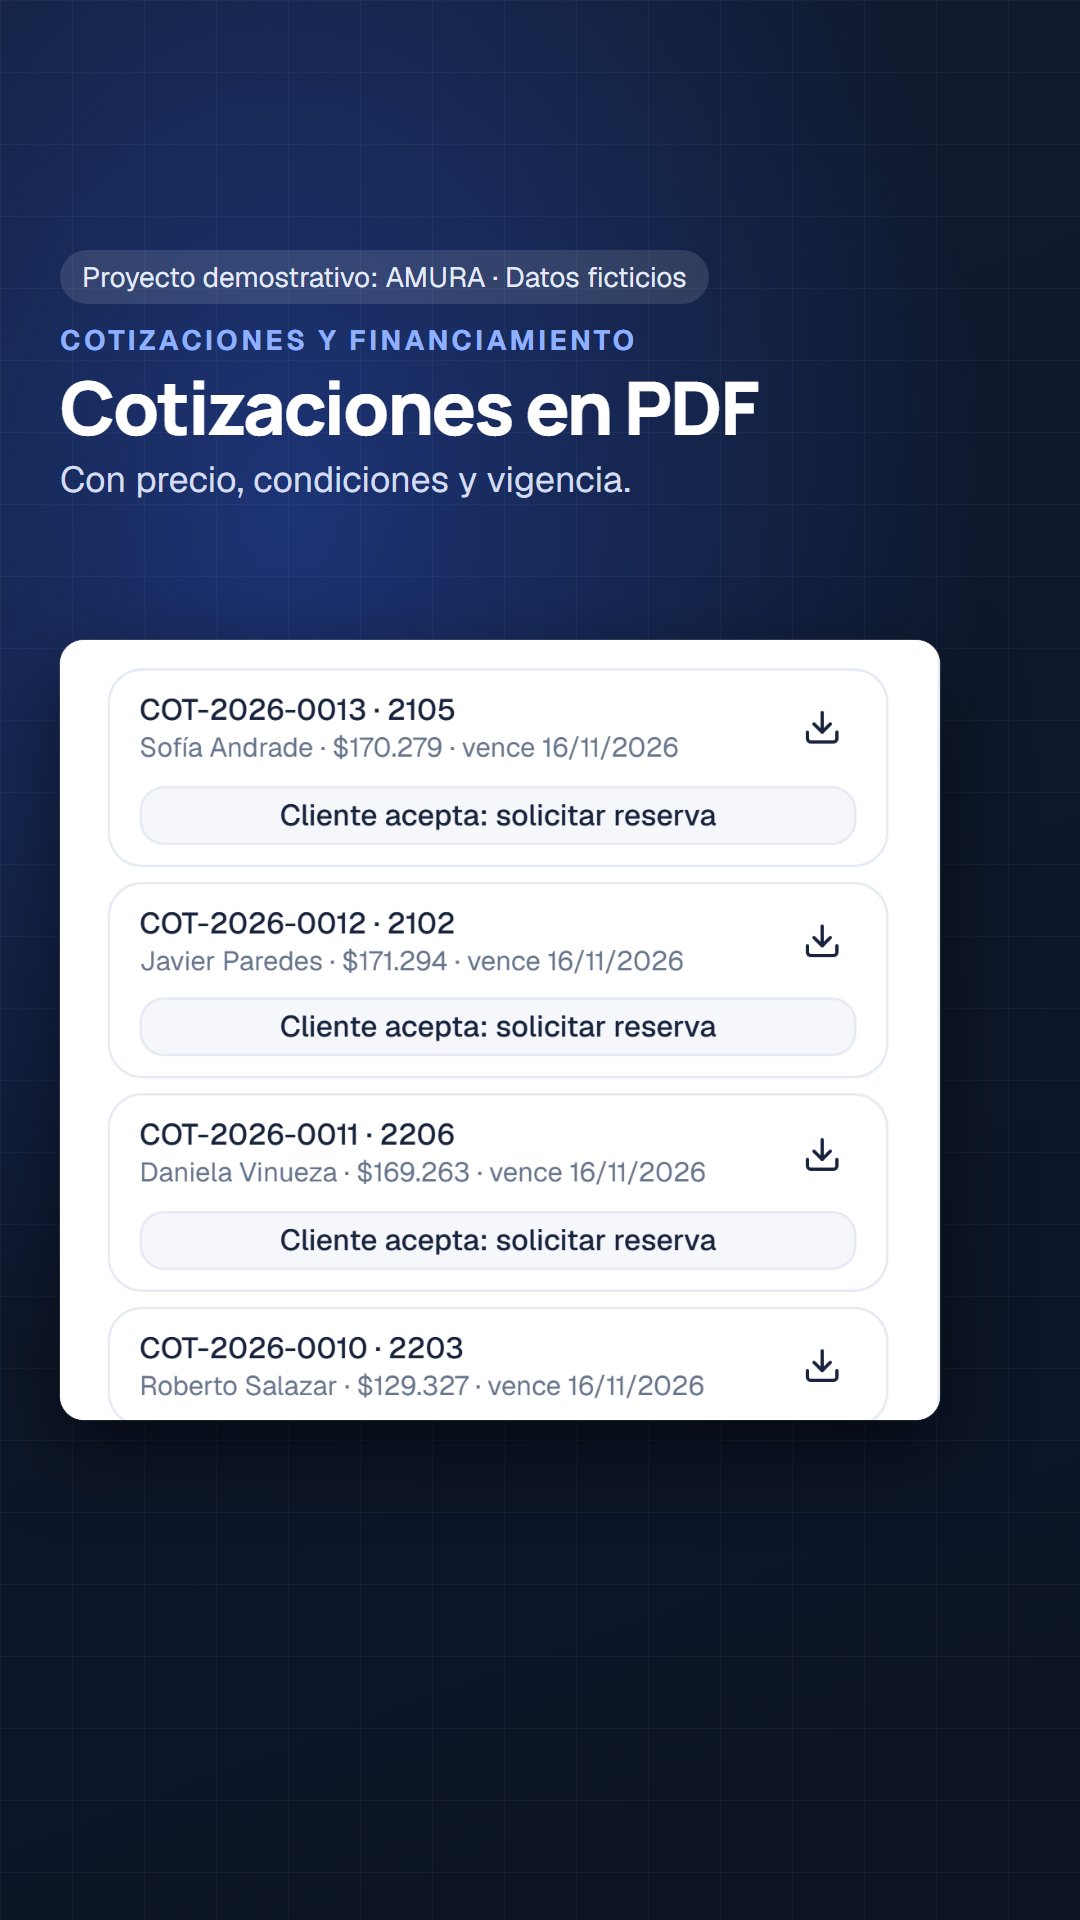 Proyecto demostrativo: AMURA · Datos ficticios
COTIZACIONES Y FINANCIAMIENTO
Cotizaciones en PDF
Con precio, condiciones y vigencia.
COT-2026-0013 · 2105
Sofía Andrade · $170.279 · vence 16/11/2026
Cliente acepta: solicitar reserva
COT-2026-0012 · 2102
Javier Paredes · $171.294 · vence 16/11/2026
Cliente acepta: solicitar reserva
COT-2026-0011 · 2206
Daniela Vinueza · $169.263 · vence 16/11/2026
Cliente acepta: solicitar reserva
COT-2026-0010 · 2203
Roberto Salazar · $129.327 · vence 16/11/2026